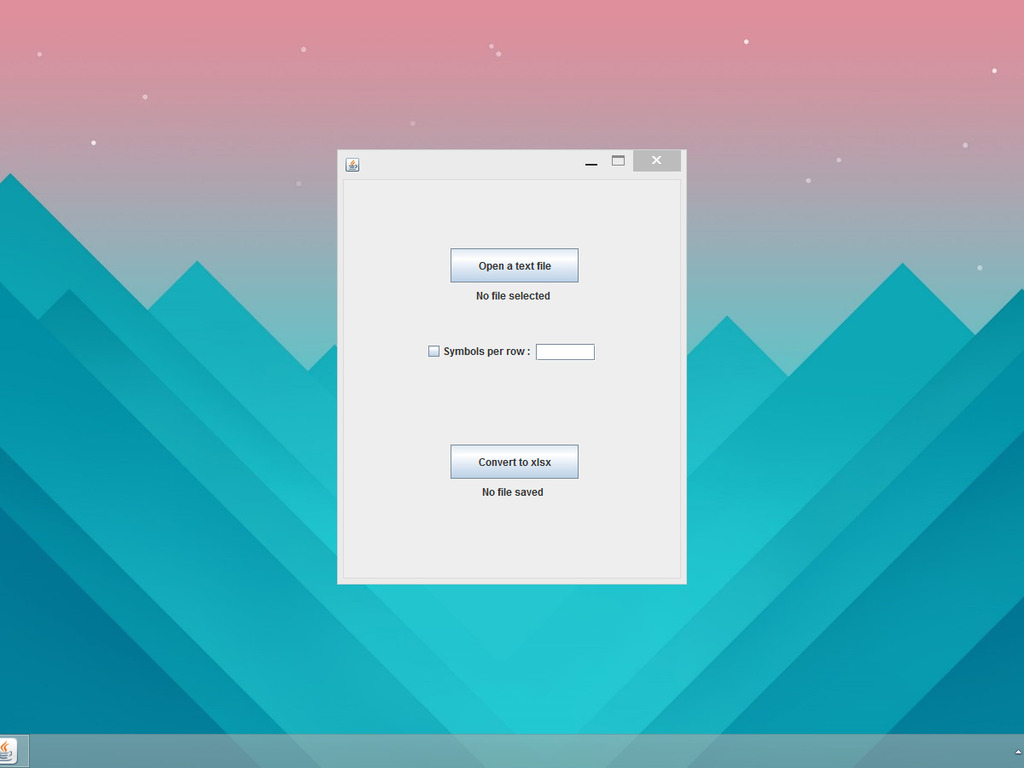 Open a text file
No file selected
Symbols per row :
Convert to xlsx
No file saved